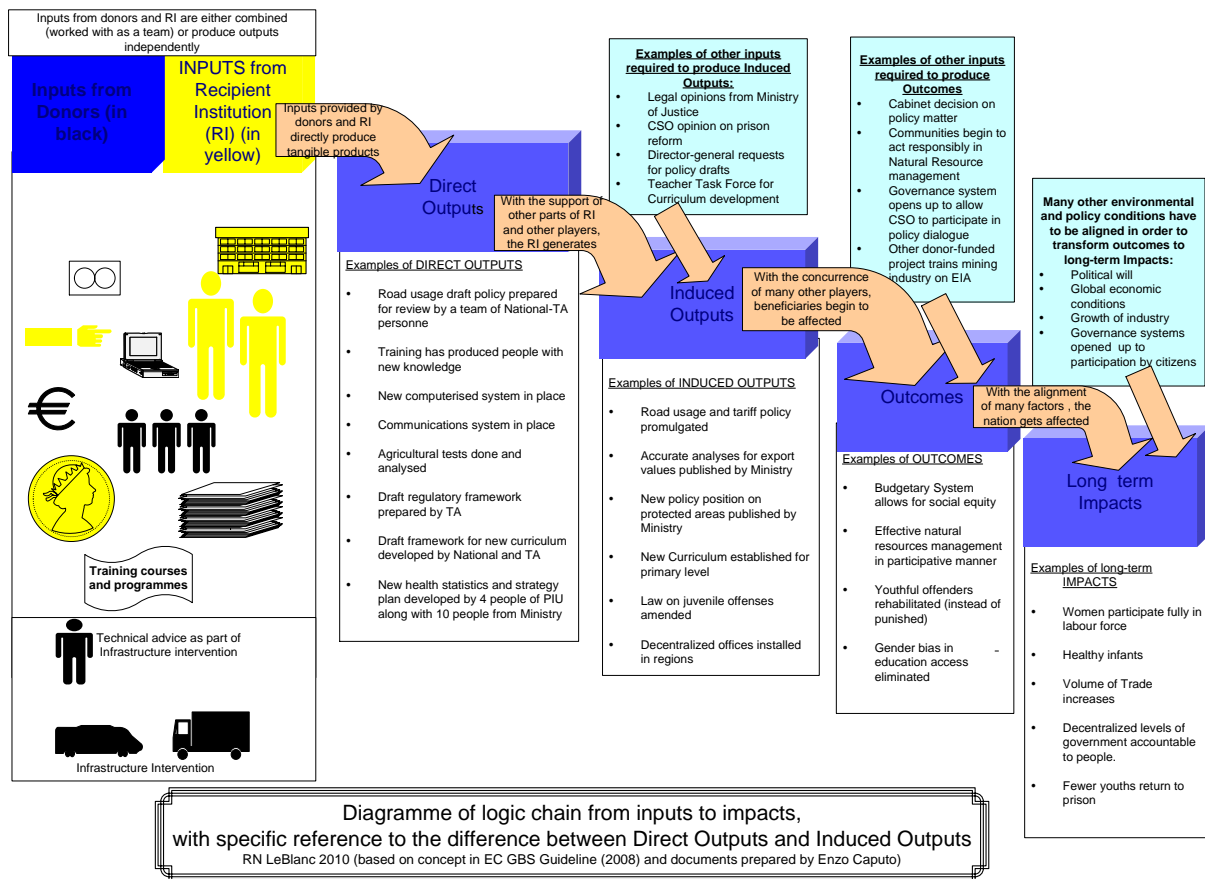 Inputs from donors and RI are either combined
(worked with as a team) or produce outputs
independently
Inputs from
Donors (in
black)
INPUTS from
Recipient
Institution
(RI) (in
yellow)
Inputs provided by
donors and RI
directly produce
tangible products
Training courses
and programmes
Technical advice as part of
Infrastructure intervention
Infrastructure Intervention
Direct
Outputs
Examples of DIRECT OUTPUTS
• Road usage draft policy prepared
for review by a team of National-TA
personne
• Training has produced people with
new knowledge
• New computerised system in place
• Communications system in place
• Agricultural tests done and
analysed
• Draft regulatory framework
prepared by TA
• Draft framework for new curriculum
developed by National and TA
• New health statistics and strategy
plan developed by 4 people of PIU
along with 10 people from Ministry
With the support of
other parts of RI
and other players,
the RI generates
Examples of other inputs
required to produce Induced
Outputs:
• Legal opinions from Ministry
of Justice
• CSO opinion on prison
reform
• Director-general requests
for policy drafts
• Teacher Task Force for
Curriculum development
Induced
Outputs
Examples of INDUCED OUTPUTS
• Road usage and tariff policy
promulgated
• Accurate analyses for export
values published by Ministry
• New policy position on
protected areas published by
Ministry
• New Curriculum established for
primary level
• Law on juvenile offenses
amended
• Decentralized offices installed
in regions
With the concurrence
of many other players,
beneficiaries begin to
be affected
Examples of other inputs
required to produce
Outcomes
• Cabinet decision on
policy matter
• Communities begin to
act responsibly in
Natural Resource
management
• Governance system
opens up to allow
CSO to participate in
policy dialogue
• Other donor-funded
project trains mining
industry on EIA
Outcomes
Examples of OUTCOMES
• Budgetary System
allows for social equity
• Effective natural
resources management
in participative manner
• Youthful offenders
rehabilitated (instead of
punished)
• Gender bias in -
education access
eliminated
With the alignment
of many factors , the
nation gets affected
Many other environmental
and policy conditions have
to be aligned in order to
transform outcomes to
long-term Impacts:
• Political will
• Global economic
conditions
• Growth of industry
• Governance systems
opened up to
participation by citizens
Long term
Impacts
Examples of long-term
IMPACTS
• Women participate fully in
labour force
• Healthy infants
• Volume of Trade
increases
• Decentralized levels of
government accountable
to people.
• Fewer youths return to
prison
Diagramme of logic chain from inputs to impacts,
with specific reference to the difference between Direct Outputs and Induced Outputs
RN LeBlanc 2010 (based on concept in EC GBS Guideline (2008) and documents prepared by Enzo Caputo)